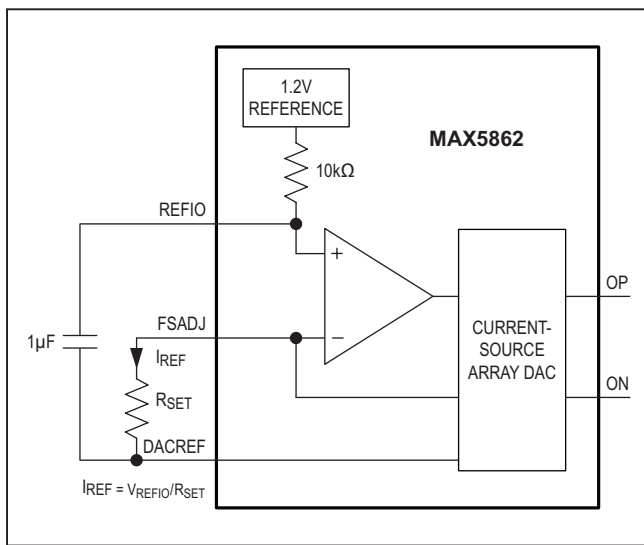 1.2V
REFERENCE
MAX5862
10kΩ
REFIO
+
OP
FSADJ
−
1µF
IREF
CURRENT-
SOURCE
ARRAY DAC
RSET
ON
DACREF
IREF = VREFIO/RSET